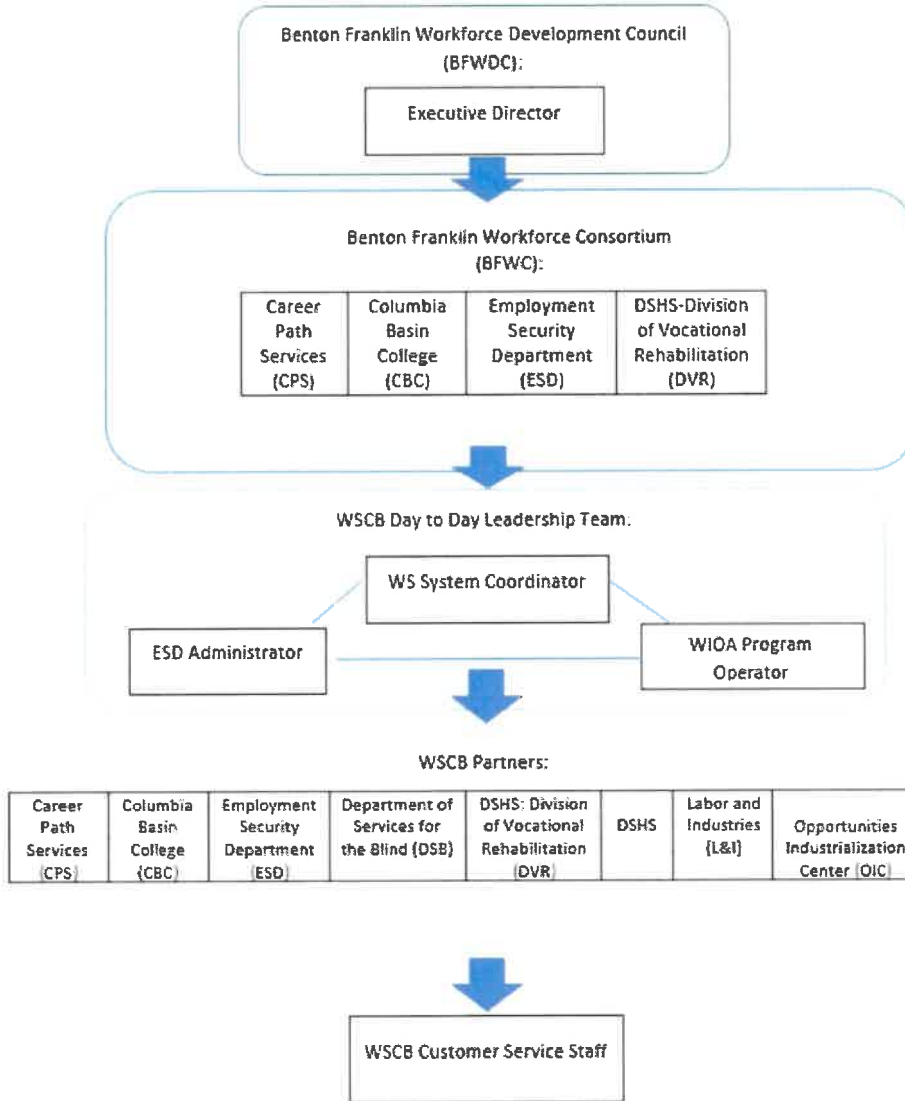 Benton Franklin Workforce Development Council
(BFWDC):
Executive Director
Benton Franklin Workforce Consortium
(BFWC):
Career
Path
Services
(CPS)
Columbia
Basin
College
(CBC)
Employment
Security
Department
(ESD)
DSHS-Division
of Vocational
Rehabilitation
(DVR)
WSCB Day to Day Leadership Team:
WS System Coordinator
ESD Administrator
WIOA Program
Operator
WSCB Partners:
Career
Path
Services
(CPS)
Columbia
Basin
College
(CBC)
Employment
Security
Department
(ESD)
Department of
Services for
the Blind (DSB)
DSHS: Division
of Vocational
Rehabilitation
(DVR)
DSHS
Labor and
Industries
(L&I)
Opportunities
Industrialization
Center (OIC)
WSCB Customer Service Staff